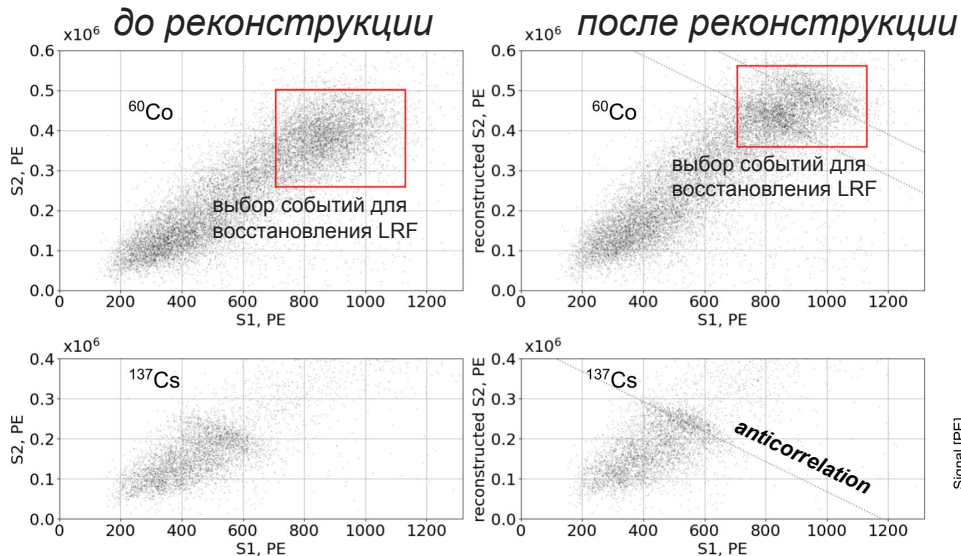 до реконструкции
после реконструкции
x10⁶
0.6
0.5
0.4
0.3
0.2
0.1
0.0
S2, PE
⁶⁰Co
выбор событий для
восстановления LRF
0 200 400 600 800 1000 1200
S1, PE
x10⁶
0.6
0.5
0.4
0.3
0.2
0.1
0.0
reconstructed S2, PE
⁶⁰Co
выбор событий для
восстановления LRF
0 200 400 600 800 1000 1200
S1, PE
x10⁶
0.4
0.3
0.2
0.1
0.0
S2, PE
¹³⁷Cs
0 200 400 600 800 1000 1200
S1, PE
x10⁶
0.4
0.3
0.2
0.1
0.0
reconstructed S2, PE
¹³⁷Cs
anticorrelation
0 200 400 600 800 1000 1200
S1, PE
Signal [PE]